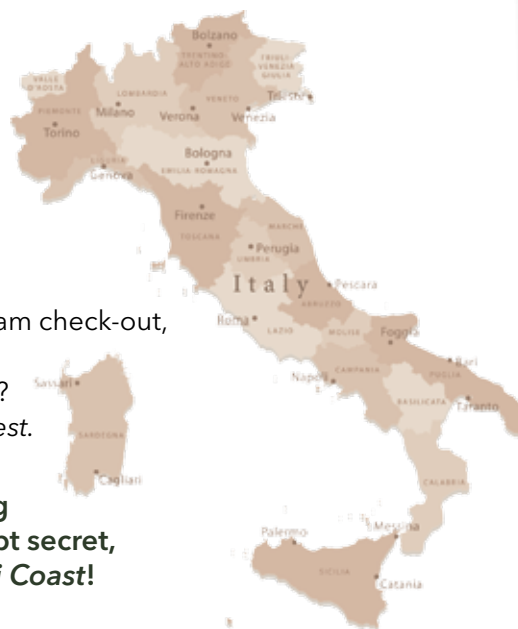 Bolzano
TRENTINO-
ALTO ADIGE
FRIULI-
VENEZIA
GIULIA
VALLE
D'AOSTA
LOMBARDIA
VENETO
Trieste
PIEMONTE
Milano
Verona
Venezia
Torino
Bologna
LIGURIA
EMILIA-ROMAGNA
Genova
Firenze
TOSCANA
MARCHE
Perugia
UMBRIA
Italy
Pescara
ABRUZZO
Roma
LAZIO
MOLISE
Foggia
am check-out,
Bari
Napoli
CAMPANIA
PUGLIA
?
Sassari
BASILICATA
Taranto
est.
SARDEGNA
Cagliari
CALABRIA
g
pt secret,
i Coast!
Palermo
Messina
SICILIA
Catania